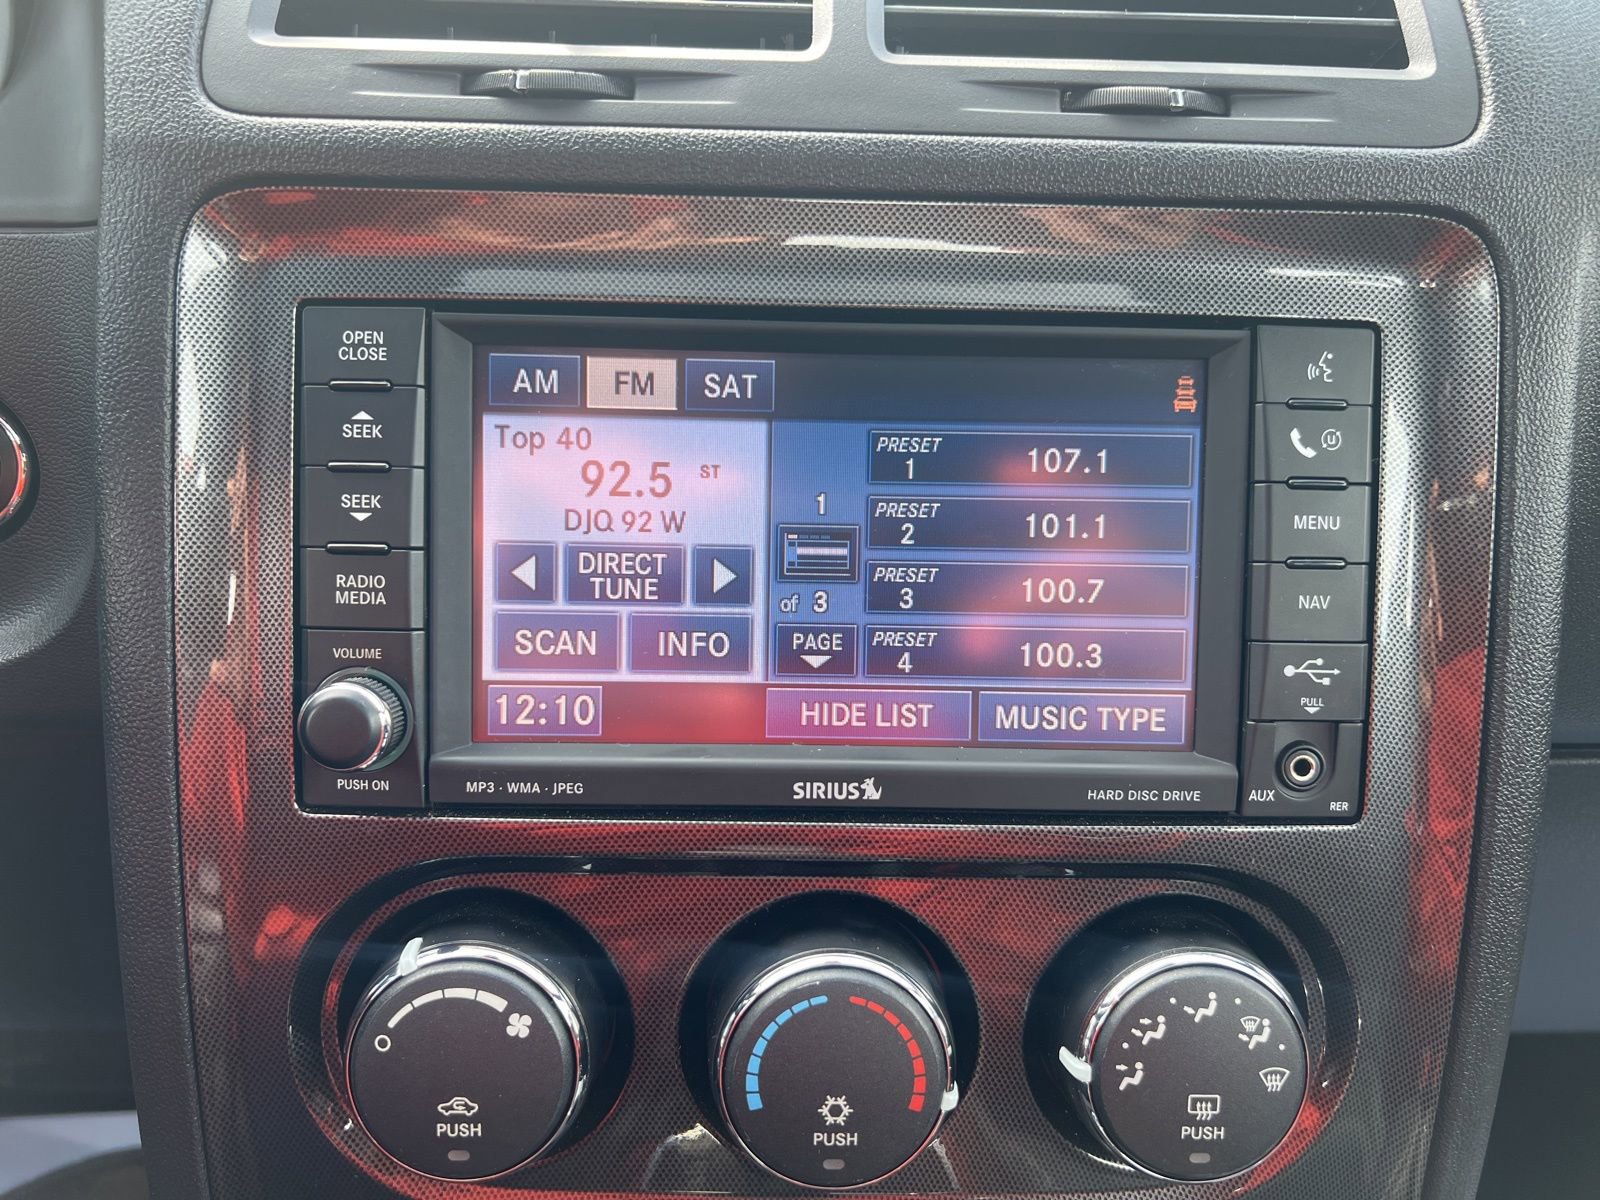 OPEN
CLOSE
SEEK
SEEK
RADIO
MEDIA
VOLUME
PUSH ON
AM FM SAT
Top 40
92.5 ST
DJQ 92 W
DIRECT
TUNE
SCAN INFO
1
of 3
PAGE
PRESET
1
107.1
PRESET
2
101.1
PRESET
3
100.7
PRESET
4
100.3
12:10
HIDE LIST
MUSIC TYPE
MP3 · WMA · JPEG
SIRIUS
HARD DISC DRIVE
U
MENU
NAV
PULL
AUX
RER
PUSH
PUSH
PUSH